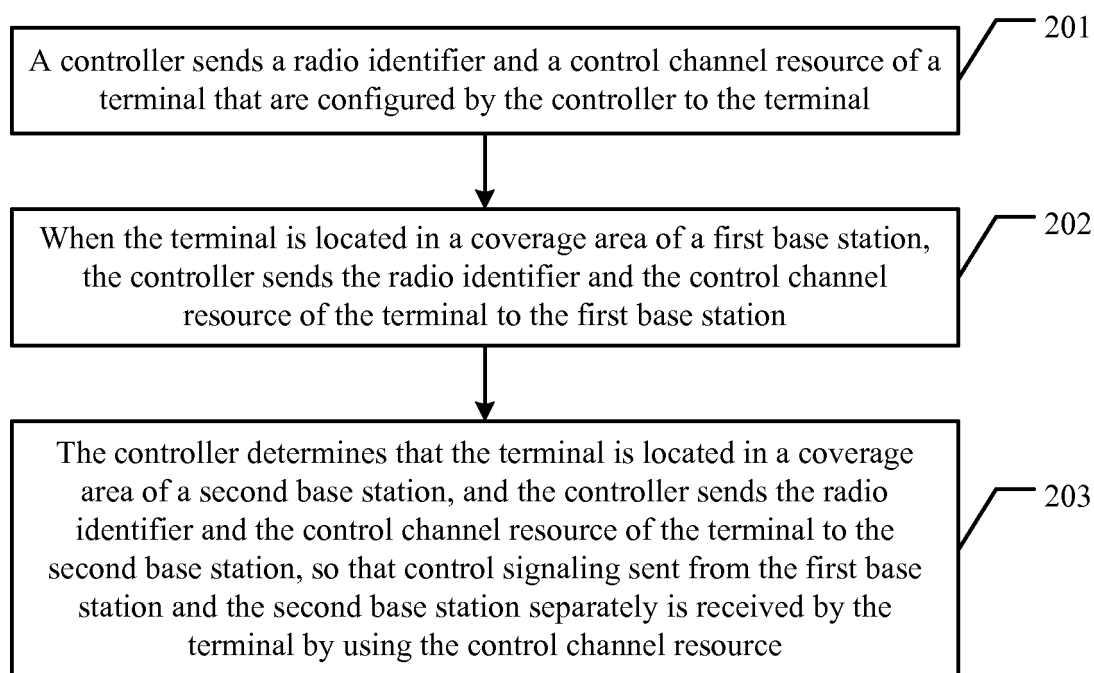 201
A controller sends a radio identifier and a control channel resource of a
terminal that are configured by the controller to the terminal
202
When the terminal is located in a coverage area of a first base station,
the controller sends the radio identifier and the control channel
resource of the terminal to the first base station
203
The controller determines that the terminal is located in a coverage
area of a second base station, and the controller sends the radio
identifier and the control channel resource of the terminal to the
second base station, so that control signaling sent from the first base
station and the second base station separately is received by the
terminal by using the control channel resource